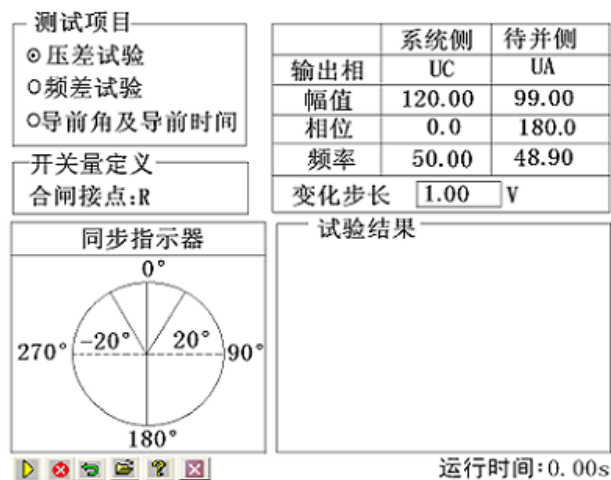 测试项目
压差试验
频差试验
导前角及导前时间
开关量定义
合间接点:R
系统侧 待并侧
输出相 UC UA
幅值 120.00 99.00
相位 0.0 180.0
频率 50.00 48.90
变化步长 1.00 V
同步指示器
0°
-20° 20°
270° 90°
180°
试验结果
运行时间:0.00s